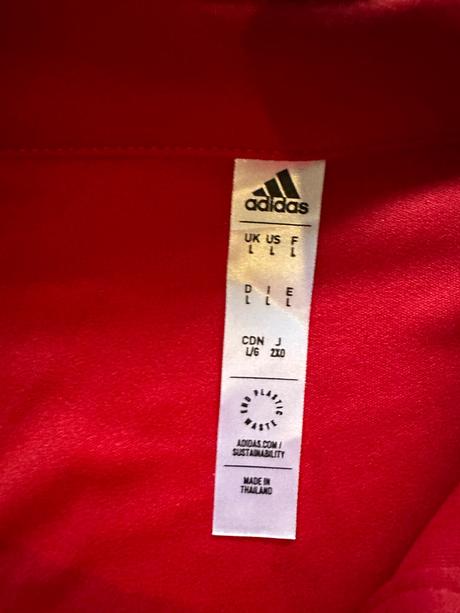 adidas
UK US F
L L L
D I E
L L L
CDN J
L/G 2XO
END PLASTIC WASTE
ADIDAS.COM/
SUSTAINABILITY
MADE IN
THAILAND